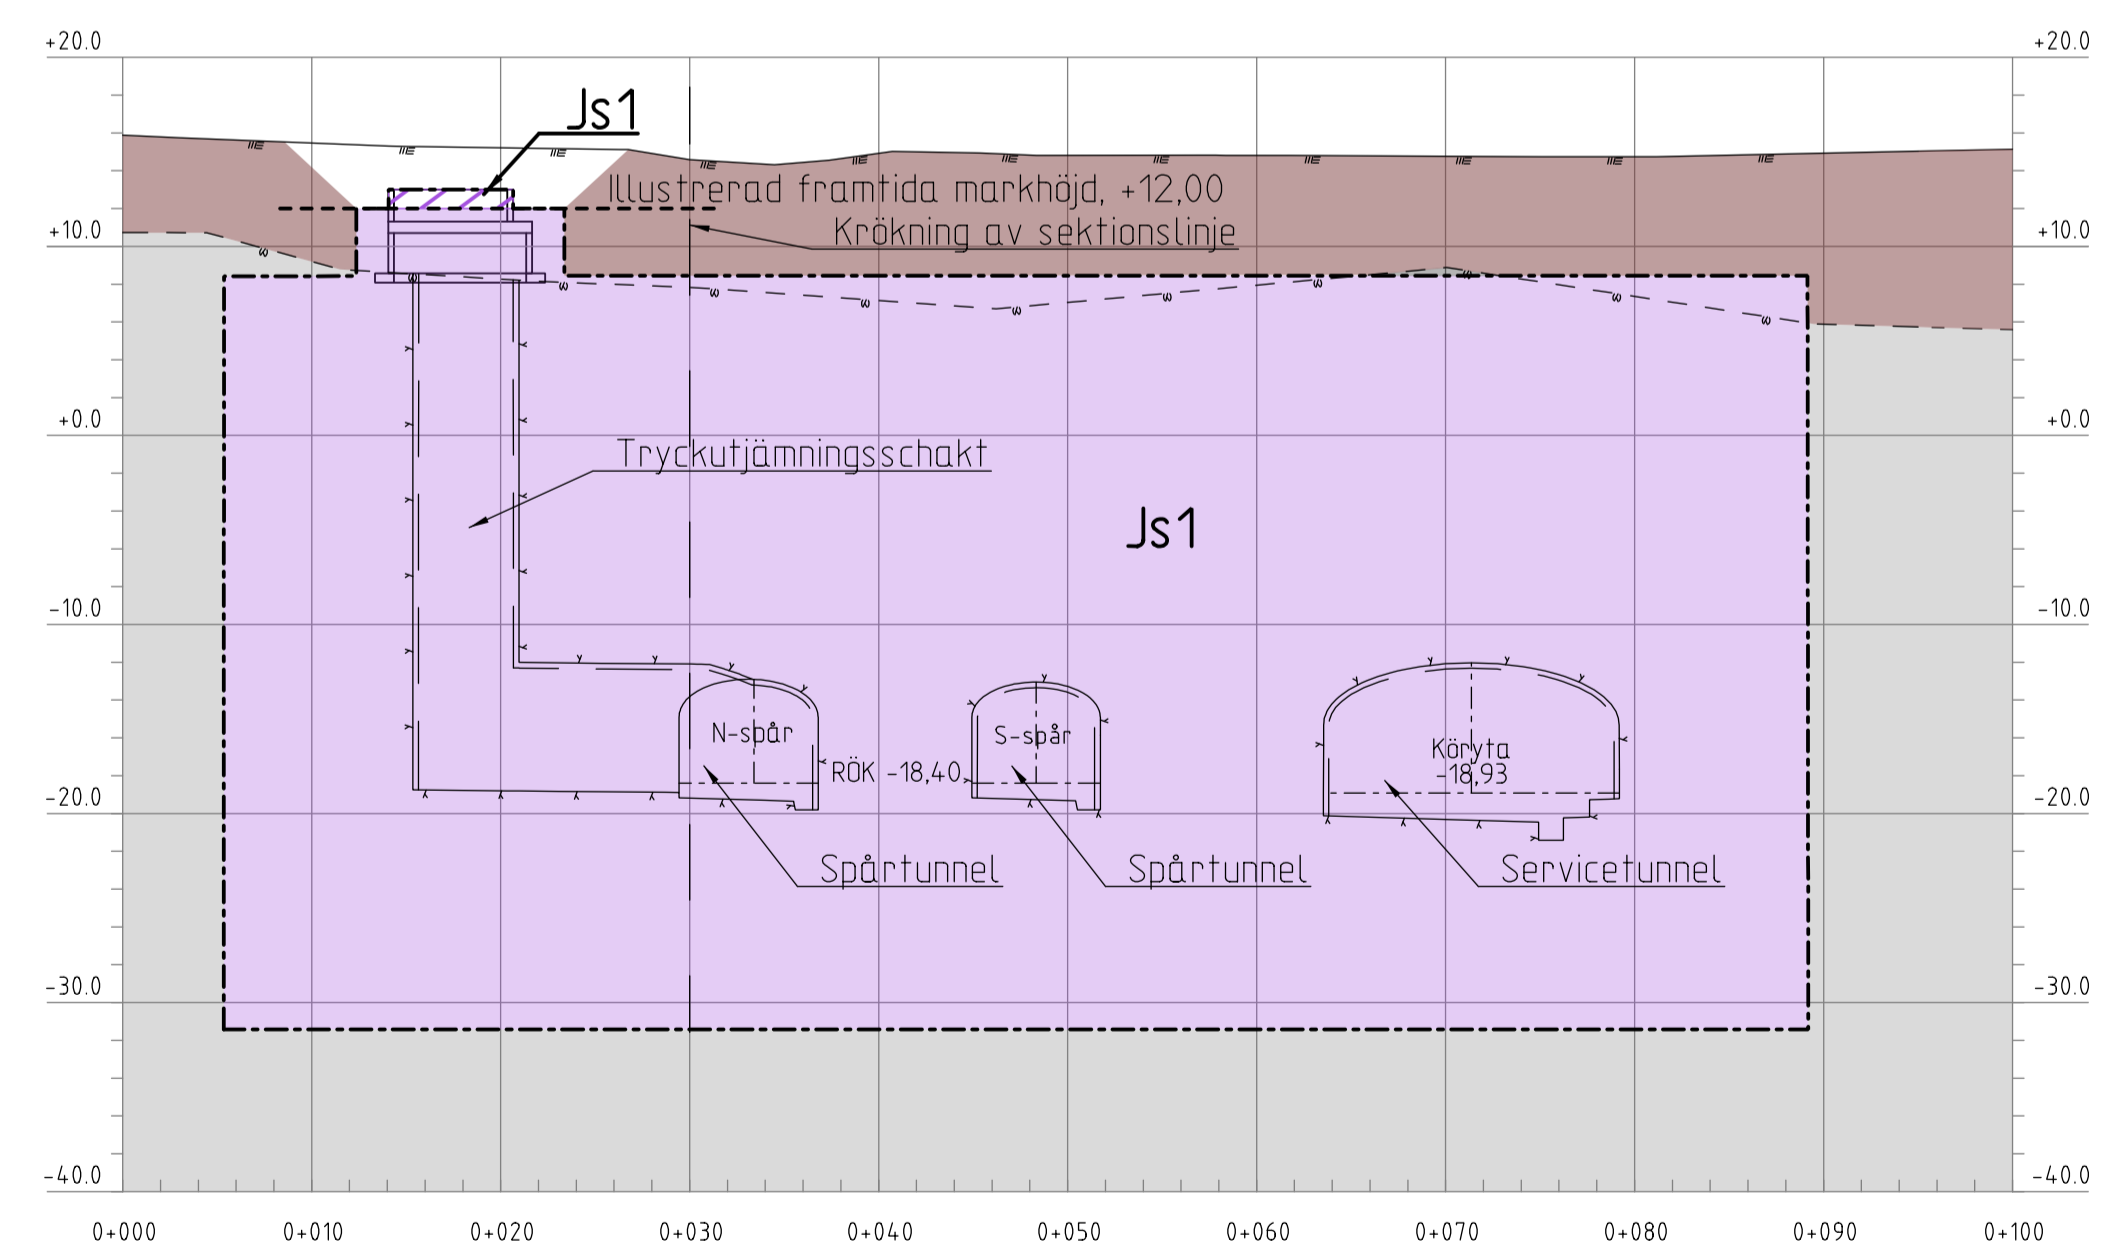 +20.0
+20.0
Js1
Illustrerad framtida markhöjd, +12,00
+10.0
Krökning av sektionslinje
+10.0
+0.0
+0.0
Tryckutjämningsschakt
Js1
-10.0
-10.0
N-spår
S-spår
Köryta
-18,93
RÖK -18,40
-20.0
-20.0
Spårtunnel
Spårtunnel
Servicetunnel
-30.0
-30.0
-40.0
-40.0
0+000
0+010
0+020
0+030
0+040
0+050
0+060
0+070
0+080
0+090
0+100